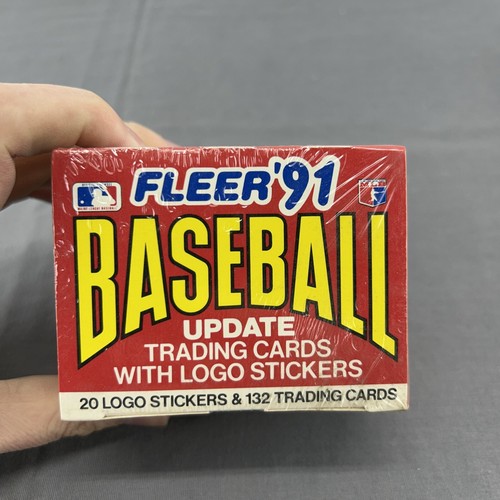 FLEER '91
BASEBALL
UPDATE
TRADING CARDS
WITH LOGO STICKERS
20 LOGO STICKERS & 132 TRADING CARDS